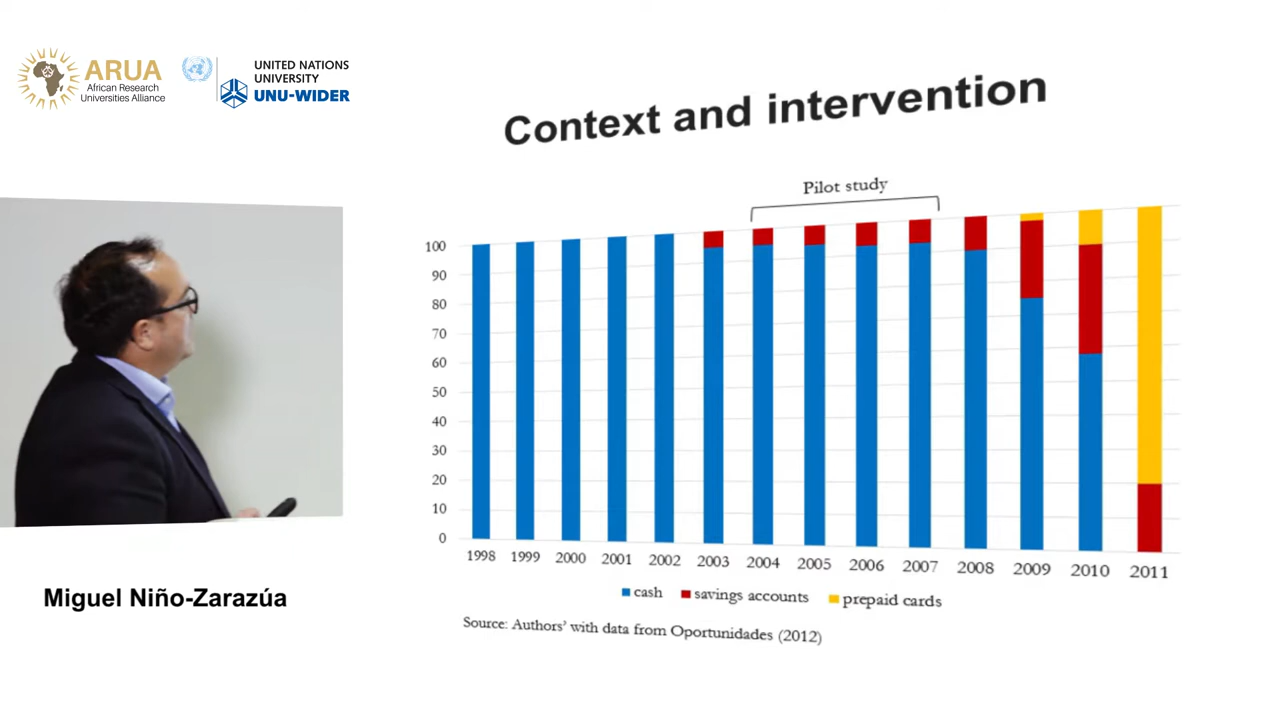 ARUA
African Research
Universities Alliance
UNITED NATIONS
UNIVERSITY
UNU-WIDER
Context and intervention
Pilot study
100
90
80
70
60
50
40
30
20
10
0
1998 1999 2000 2001 2002 2003 2004 2005 2006 2007 2008 2009 2010 2011
cash savings accounts prepaid cards
Source: Authors’ with data from Oportunidades (2012)
Miguel Niño-Zarazúa